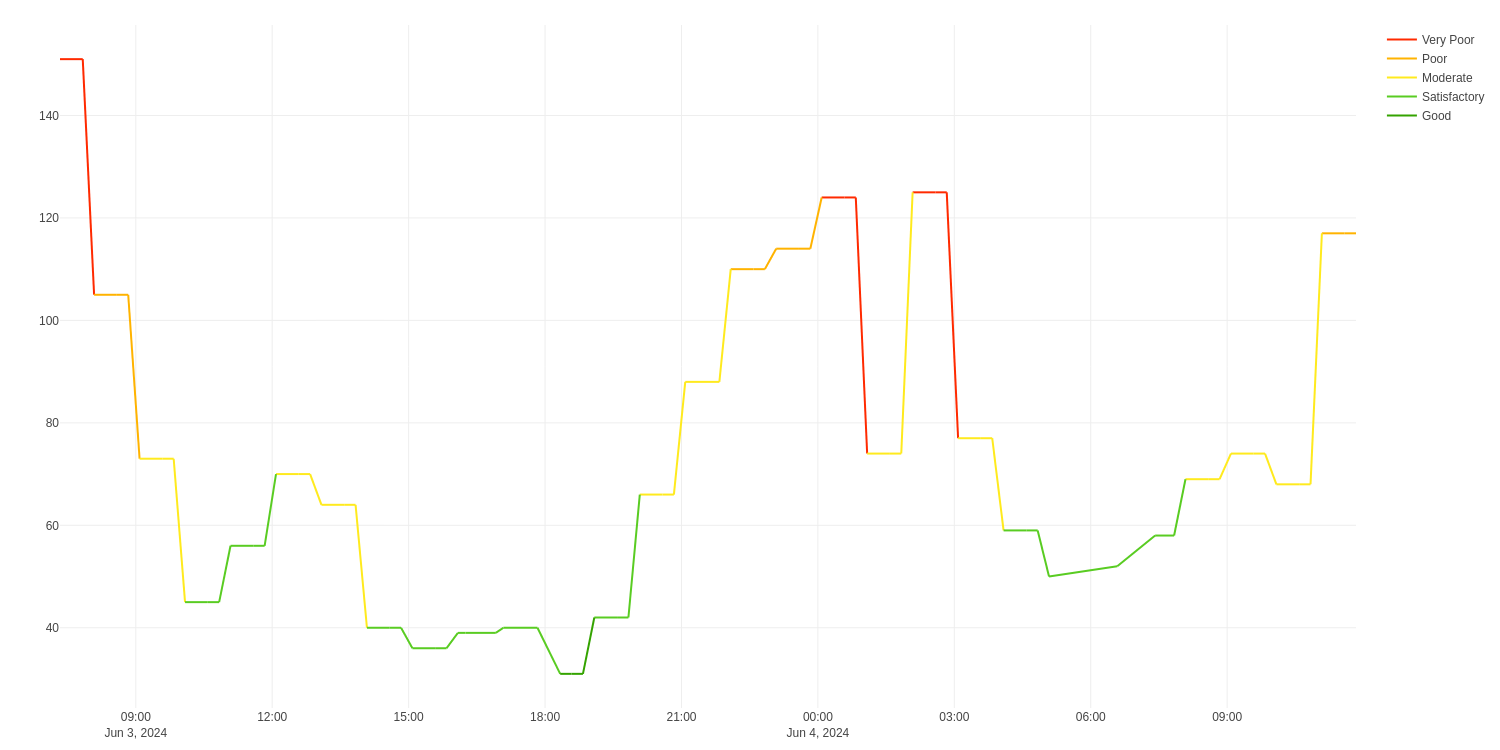 140
120
100
80
60
40
09:00
Jun 3, 2024
12:00
15:00
18:00
21:00
00:00
Jun 4, 2024
03:00
06:00
09:00
Very Poor
Poor
Moderate
Satisfactory
Good